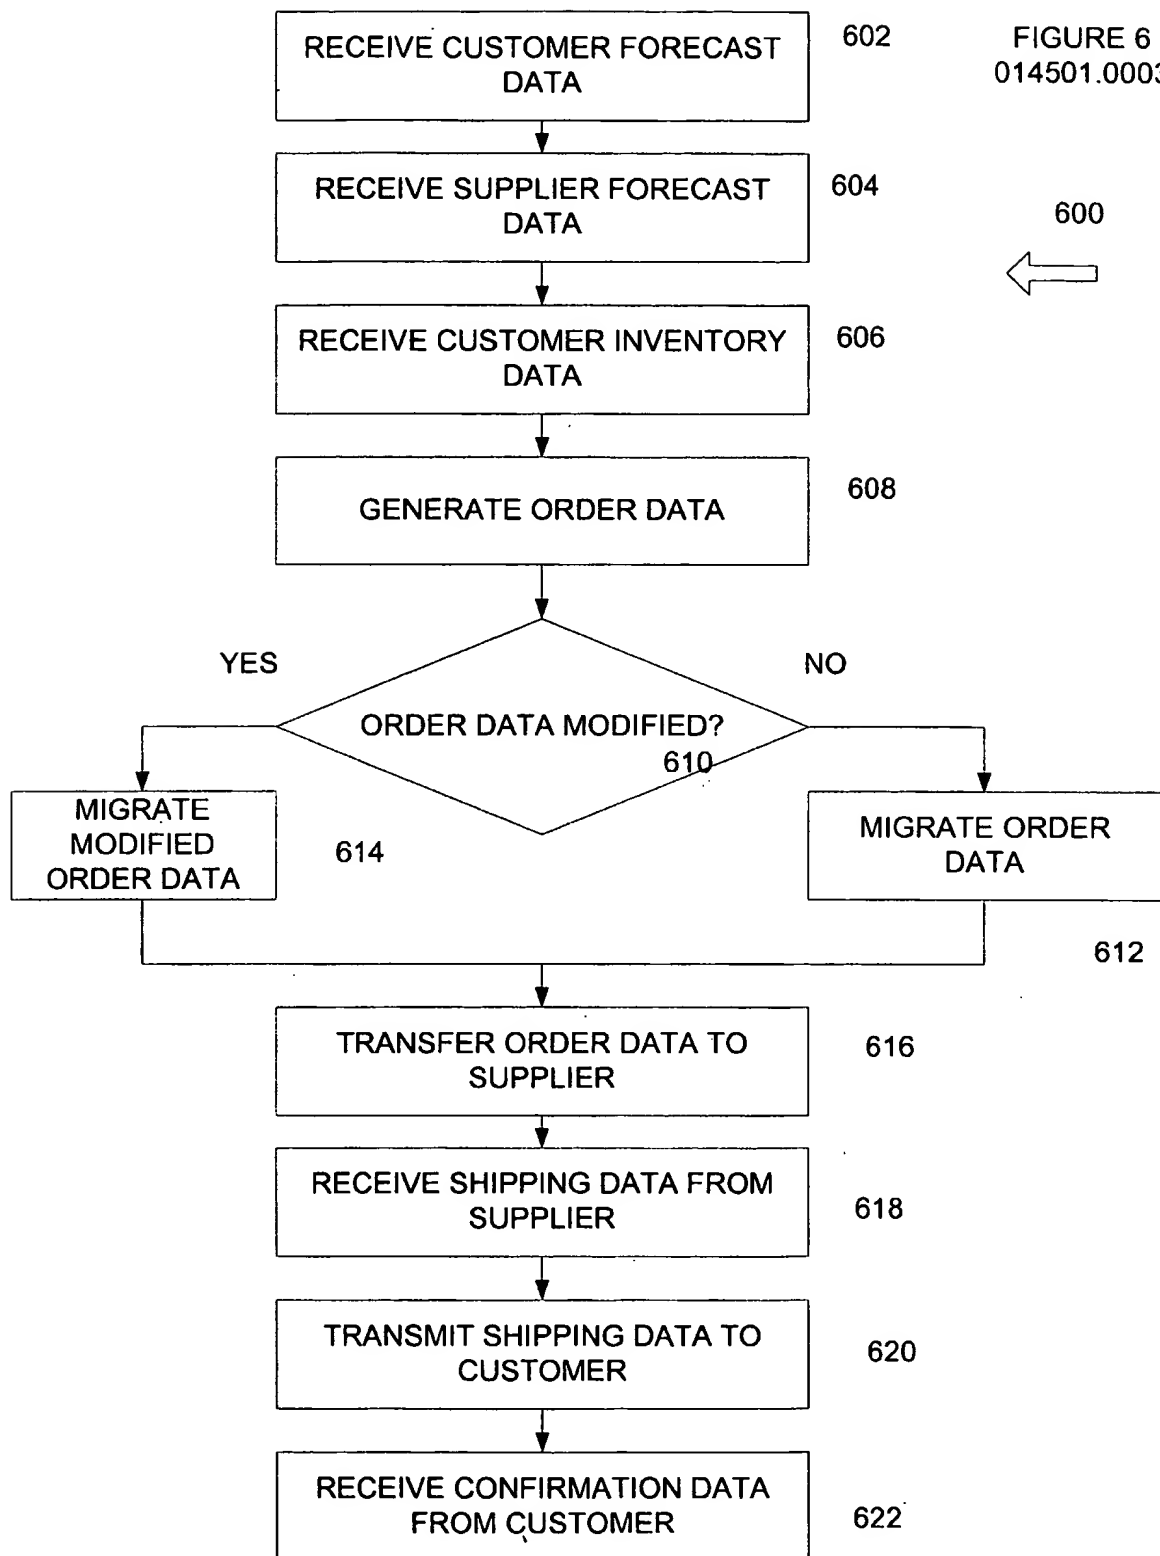 RECEIVE CUSTOMER FORECAST
DATA
602
FIGURE 6
014501.0003
RECEIVE SUPPLIER FORECAST
DATA
604
600
RECEIVE CUSTOMER INVENTORY
DATA
606
GENERATE ORDER DATA
608
YES
NO
ORDER DATA MODIFIED?
610
MIGRATE
MODIFIED
ORDER DATA
614
MIGRATE ORDER
DATA
612
TRANSFER ORDER DATA TO
SUPPLIER
616
RECEIVE SHIPPING DATA FROM
SUPPLIER
618
TRANSMIT SHIPPING DATA TO
CUSTOMER
620
RECEIVE CONFIRMATION DATA
FROM CUSTOMER
622